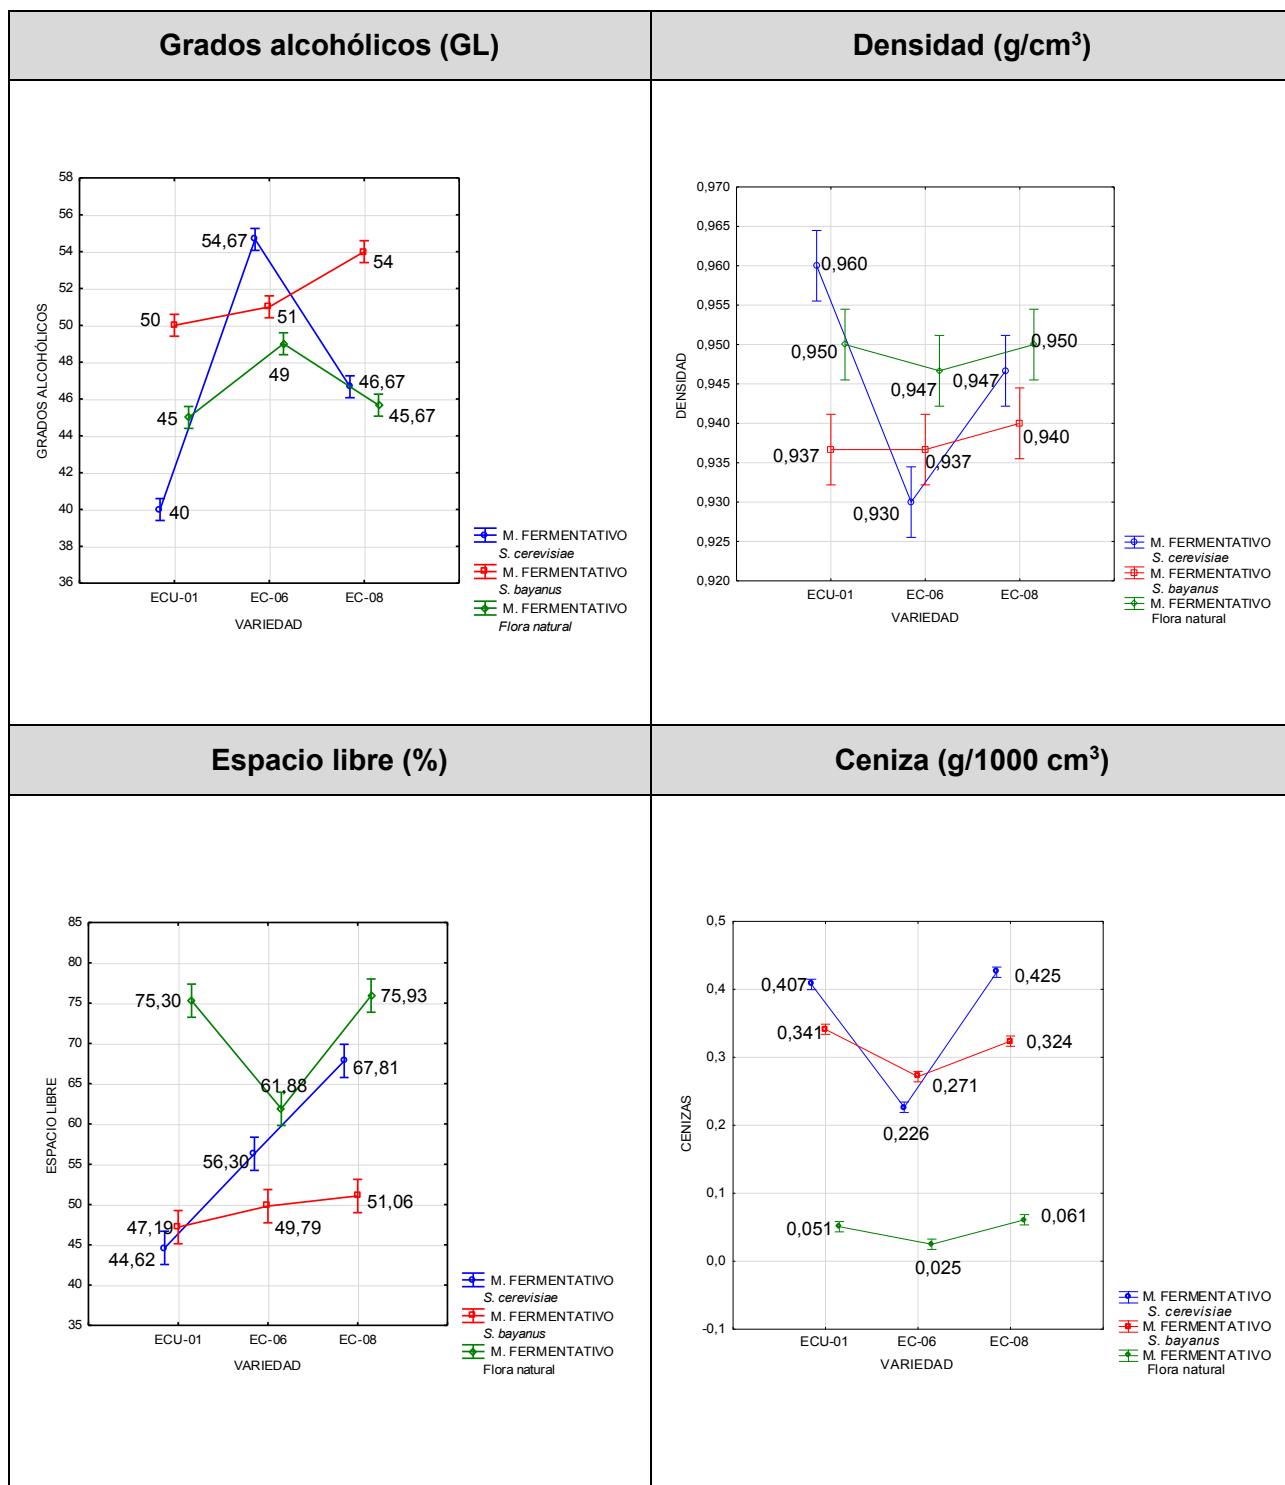 Grados alcohólicos (GL)
Densidad (g/cm³)
58
56
54
52
50
48
46
44
42
40
38
36
GRADOS ALCOHÓLICOS
54,67
54
50
51
49
46,67
45
45,67
40
ECU-01 EC-06 EC-08
VARIEDAD
M. FERMENTATIVO
S. cerevisiae
M. FERMENTATIVO
S. bayanus
M. FERMENTATIVO
Flora natural
0,970
0,965
0,960
0,955
0,950
0,945
0,940
0,935
0,930
0,925
0,920
DENSIDAD
0,960
0,950
0,950
0,947
0,947
0,940
0,937
0,937
0,930
ECU-01 EC-06 EC-08
VARIEDAD
M. FERMENTATIVO
S. cerevisiae
M. FERMENTATIVO
S. bayanus
M. FERMENTATIVO
Flora natural
Espacio libre (%)
Ceniza (g/1000 cm³)
85
80
75
70
65
60
55
50
45
40
35
ESPACIO LIBRE
75,30
75,93
67,81
61,88
56,30
51,06
47,19
49,79
44,62
ECU-01 EC-06 EC-08
VARIEDAD
M. FERMENTATIVO
S. cerevisiae
M. FERMENTATIVO
S. bayanus
M. FERMENTATIVO
Flora natural
0,5
0,4
0,3
0,2
0,1
0,0
-0,1
CENIZAS
0,407
0,425
0,341
0,324
0,271
0,226
0,051
0,061
0,025
ECU-01 EC-06 EC-08
VARIEDAD
M. FERMENTATIVO
S. cerevisiae
M. FERMENTATIVO
S. bayanus
M. FERMENTATIVO
Flora natural